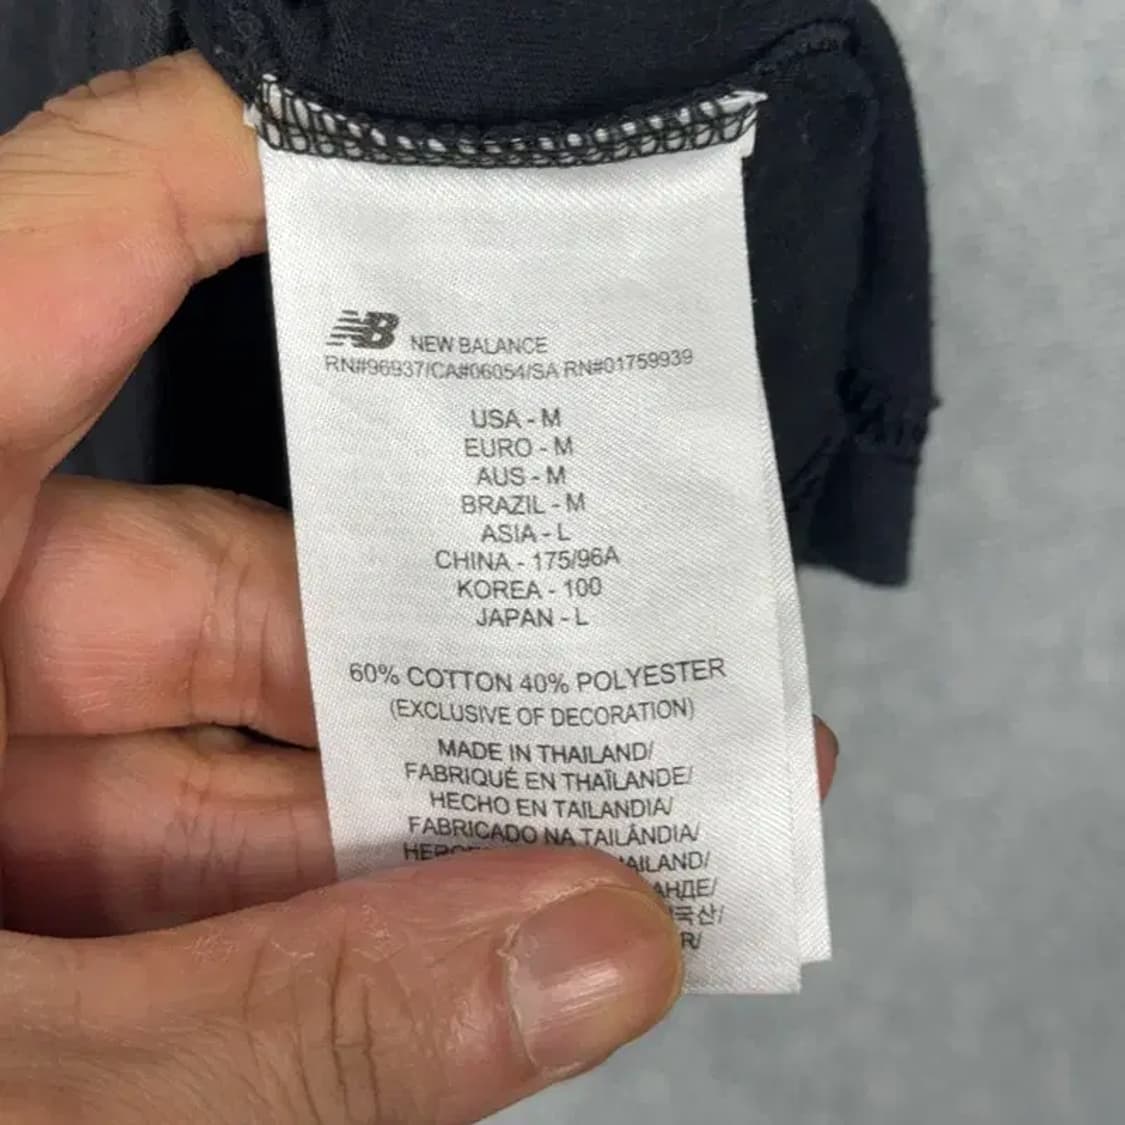 NB NEW BALANCE
RN#96937/CA#06054/SA RN#01759939
USA - M
EURO - M
AUS - M
BRAZIL - M
ASIA - L
CHINA - 175/96A
KOREA - 100
JAPAN - L
60% COTTON 40% POLYESTER
(EXCLUSIVE OF DECORATION)
MADE IN THAILAND/
FABRIQUÉ EN THAÏLANDE/
HECHO EN TAILANDIA/
FABRICADO NA TAILÂNDIA/